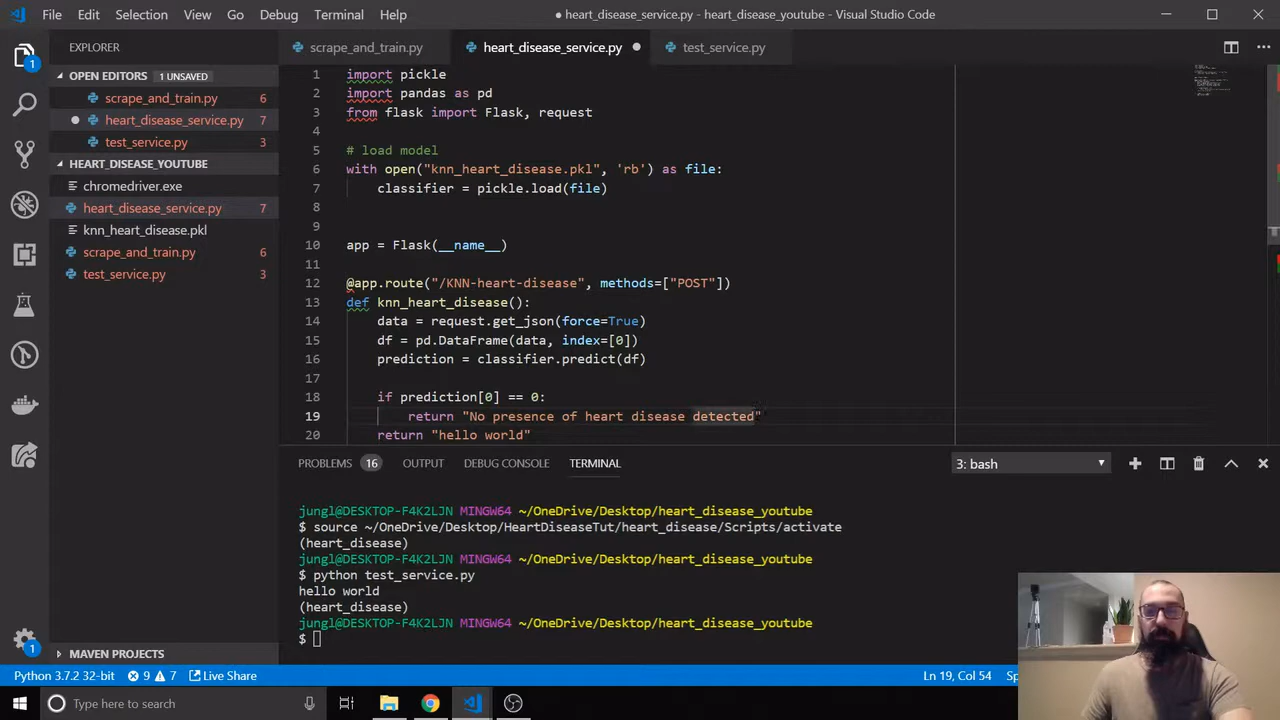 File Edit Selection View Go Debug Terminal Help
● heart_disease_service.py - heart_disease_youtube - Visual Studio Code
EXPLORER
scrape_and_train.py heart_disease_service.py test_service.py
OPEN EDITORS 1 UNSAVED
scrape_and_train.py 6
heart_disease_service.py 7
test_service.py 3
HEART_DISEASE_YOUTUBE
chromedriver.exe
heart_disease_service.py 7
knn_heart_disease.pkl
scrape_and_train.py 6
test_service.py 3
MAVEN PROJECTS
1 import pickle
2 import pandas as pd
3 from flask import Flask, request
4
5 # load model
6 with open("knn_heart_disease.pkl", 'rb') as file:
7 classifier = pickle.load(file)
8
9
10 app = Flask(__name__)
11
12 @app.route("/KNN-heart-disease", methods=["POST"])
13 def knn_heart_disease():
14 data = request.get_json(force=True)
15 df = pd.DataFrame(data, index=[0])
16 prediction = classifier.predict(df)
17
18 if prediction[0] == 0:
19 return "No presence of heart disease detected"
20 return "hello world"
PROBLEMS 16 OUTPUT DEBUG CONSOLE TERMINAL 3: bash
jungl@DESKTOP-F4K2LJN MINGW64 ~/OneDrive/Desktop/heart_disease_youtube
$ source ~/OneDrive/Desktop/HeartDiseaseTut/heart_disease/Scripts/activate
(heart_disease)
jungl@DESKTOP-F4K2LJN MINGW64 ~/OneDrive/Desktop/heart_disease_youtube
$ python test_service.py
hello world
(heart_disease)
jungl@DESKTOP-F4K2LJN MINGW64 ~/OneDrive/Desktop/heart_disease_youtube
$
1
1
Python 3.7.2 32-bit 9 7 Live Share Ln 19, Col 54 Sp
Type here to search